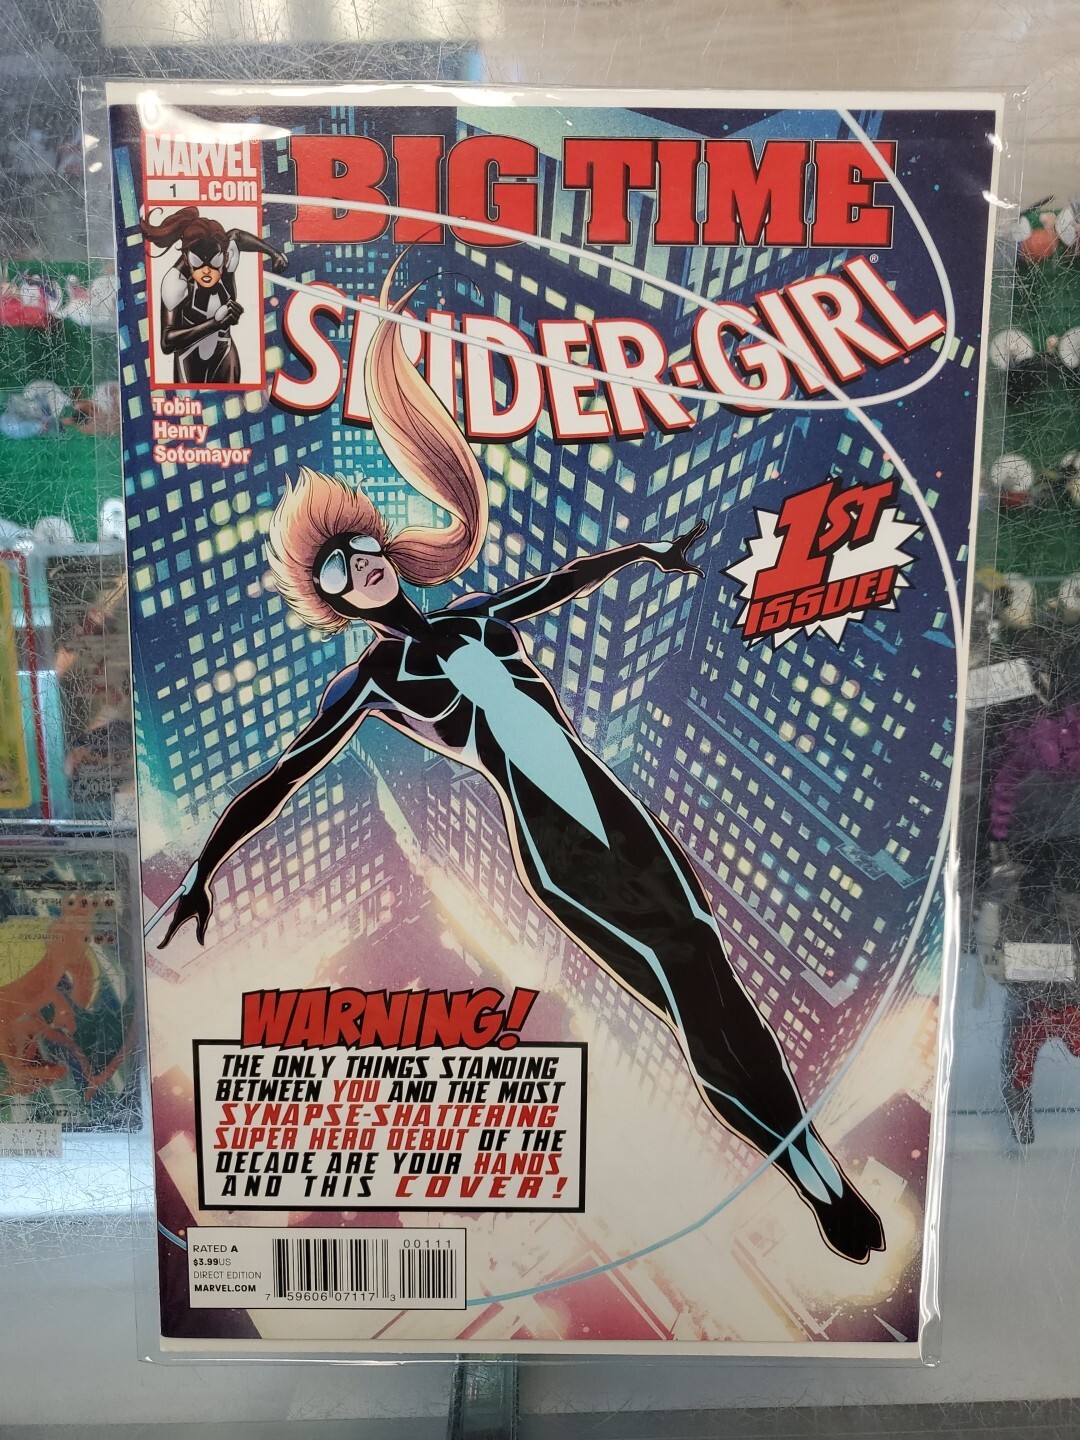 MARVEL
1 .com
BIG TIME
SPIDER-GIRL®
Tobin
Henry
Sotomayor
1ST
ISSUE!
WARNING!
THE ONLY THINGS STANDING
BETWEEN YOU AND THE MOST
SYNAPSE-SHATTERING
SUPER HERO DEBUT OF THE
DECADE ARE YOUR HANDS
AND THIS COVER!
RATED A
$3.99US
DIRECT EDITION
MARVEL.COM
00111
7 59606 07117 3